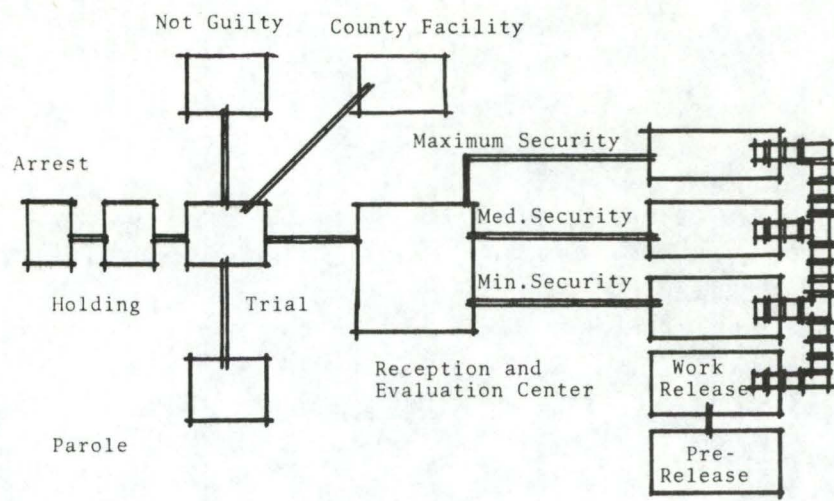 Not Guilty
County Facility
Maximum Security
Arrest
Med.Security
Min.Security
Holding
Trial
Reception and
Evaluation Center
Work
Release
Parole
Pre-
Release